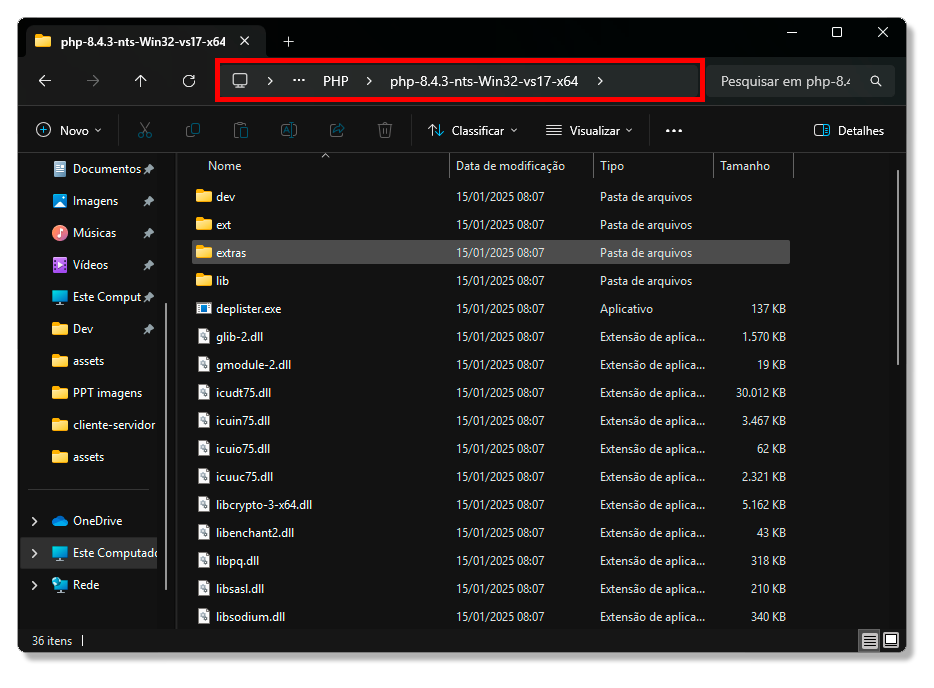 php-8.4.3-nts-Win32-vs17-x64
PHP php-8.4.3-nts-Win32-vs17-x64 Pesquisar em php-8.4
Novo Classificar Visualizar ··· Detalhes
Documentos
Imagens
Músicas
Vídeos
Este Comput
Dev
assets
PPT imagens
cliente-servidor
assets
OneDrive
Este Computado
Rede
Nome Data de modificação Tipo Tamanho
dev 15/01/2025 08:07 Pasta de arquivos
ext 15/01/2025 08:07 Pasta de arquivos
extras 15/01/2025 08:07 Pasta de arquivos
lib 15/01/2025 08:07 Pasta de arquivos
deplister.exe 15/01/2025 08:07 Aplicativo 137 KB
glib-2.dll 15/01/2025 08:07 Extensão de aplica... 1.570 KB
gmodule-2.dll 15/01/2025 08:07 Extensão de aplica... 19 KB
icudt75.dll 15/01/2025 08:07 Extensão de aplica... 30.012 KB
icuin75.dll 15/01/2025 08:07 Extensão de aplica... 3.467 KB
icuio75.dll 15/01/2025 08:07 Extensão de aplica... 62 KB
icuuc75.dll 15/01/2025 08:07 Extensão de aplica... 2.321 KB
libcrypto-3-x64.dll 15/01/2025 08:07 Extensão de aplica... 5.162 KB
libenchant2.dll 15/01/2025 08:07 Extensão de aplica... 43 KB
libpq.dll 15/01/2025 08:07 Extensão de aplica... 318 KB
libsasl.dll 15/01/2025 08:07 Extensão de aplica... 210 KB
libsodium.dll 15/01/2025 08:07 Extensão de aplica... 340 KB
36 itens